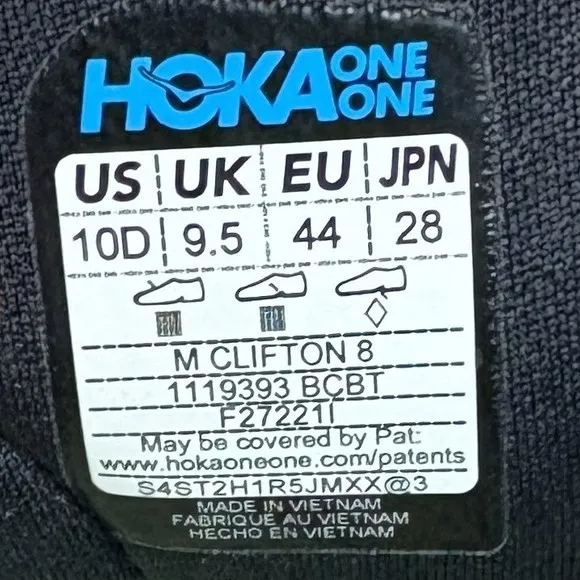 HOKA ONE ONE
US UK EU JPN
10D 9.5 44 28
M CLIFTON 8
1119393 BCBT
F27221I
May be covered by Pat:
www.hokaoneone.com/patents
S4ST2H1R5JMXX@3
MADE IN VIETNAM
FABRIQUÉ AU VIETNAM
HECHO EN VIETNAM